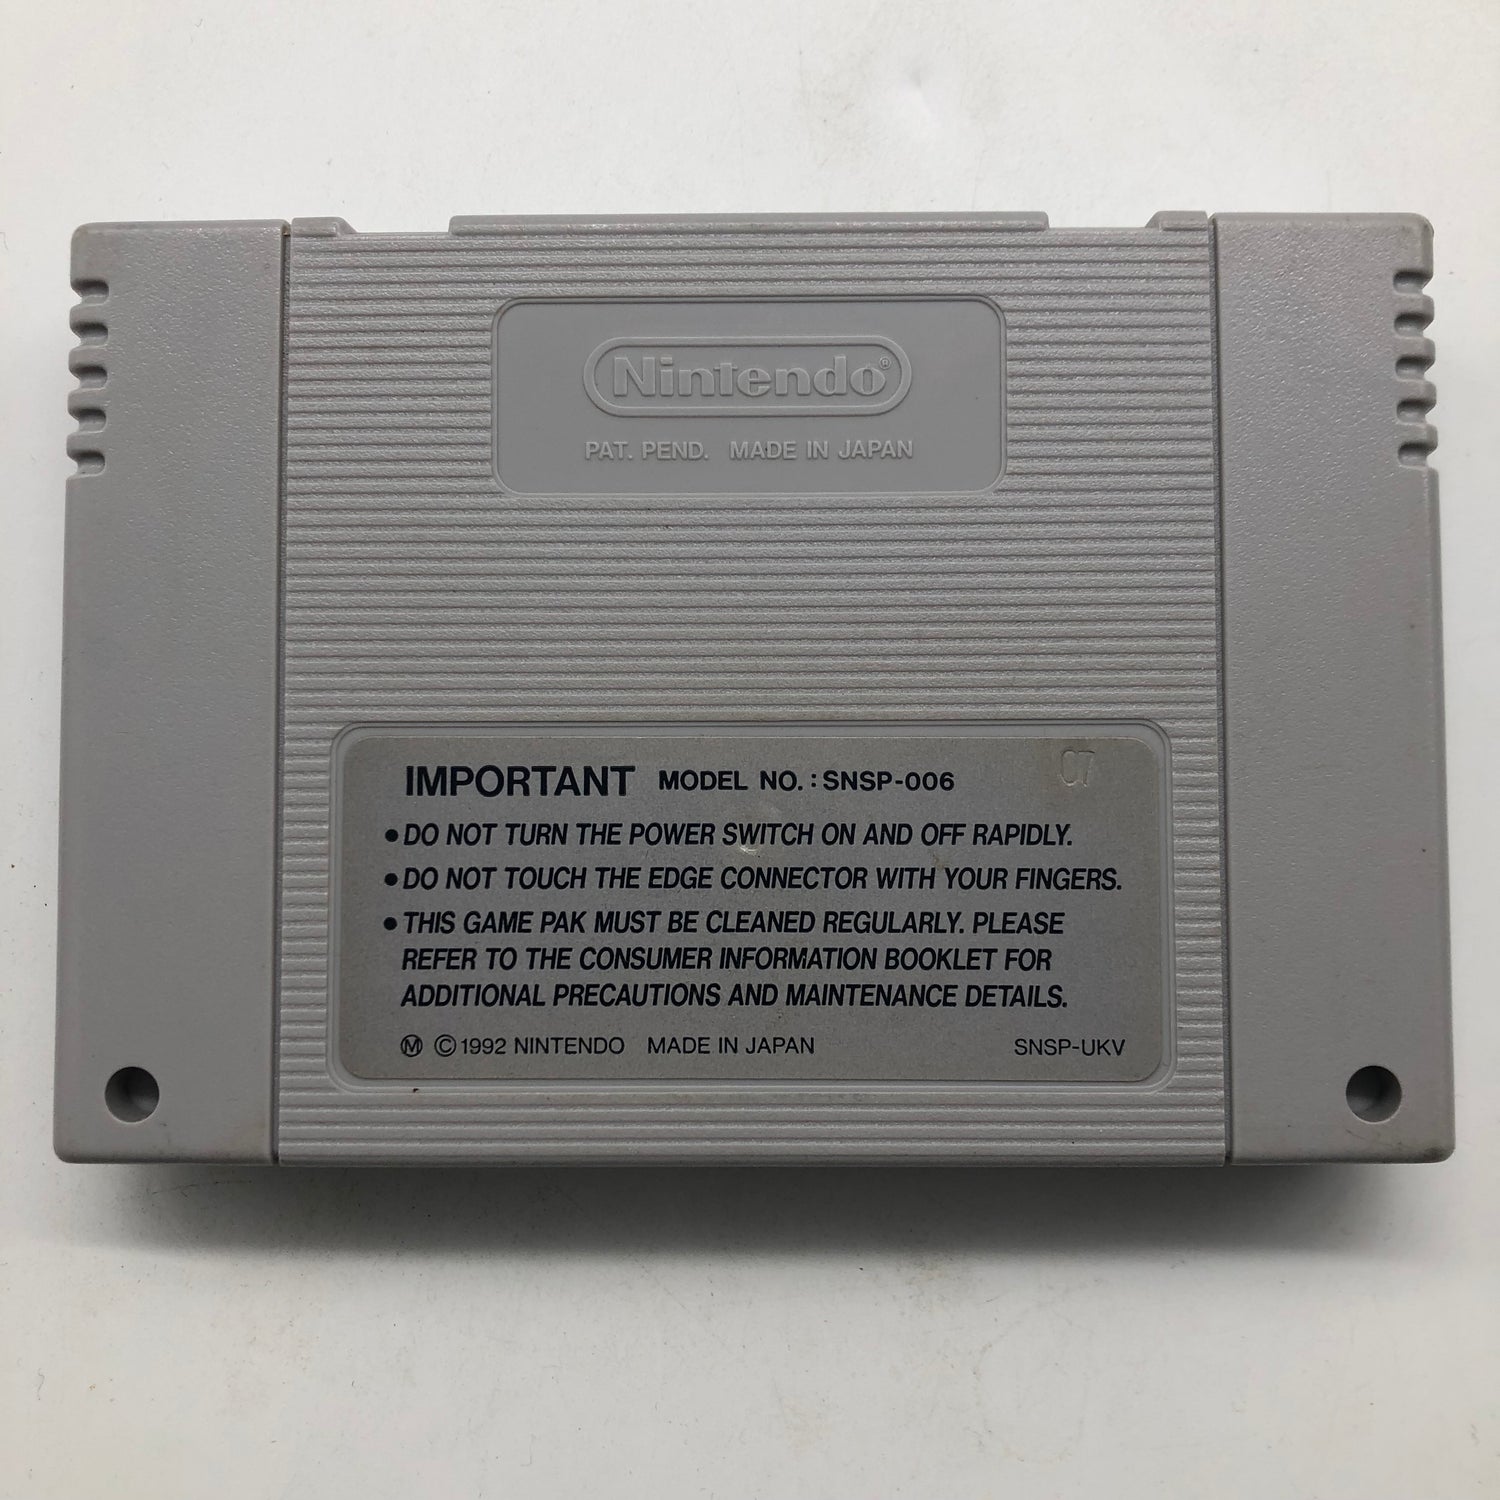 Nintendo®
PAT. PEND. MADE IN JAPAN
IMPORTANT MODEL NO.: SNSP-006
07
• DO NOT TURN THE POWER SWITCH ON AND OFF RAPIDLY.
• DO NOT TOUCH THE EDGE CONNECTOR WITH YOUR FINGERS.
• THIS GAME PAK MUST BE CLEANED REGULARLY. PLEASE
REFER TO THE CONSUMER INFORMATION BOOKLET FOR
ADDITIONAL PRECAUTIONS AND MAINTENANCE DETAILS.
Ⓜ © 1992 NINTENDO MADE IN JAPAN SNSP-UKV